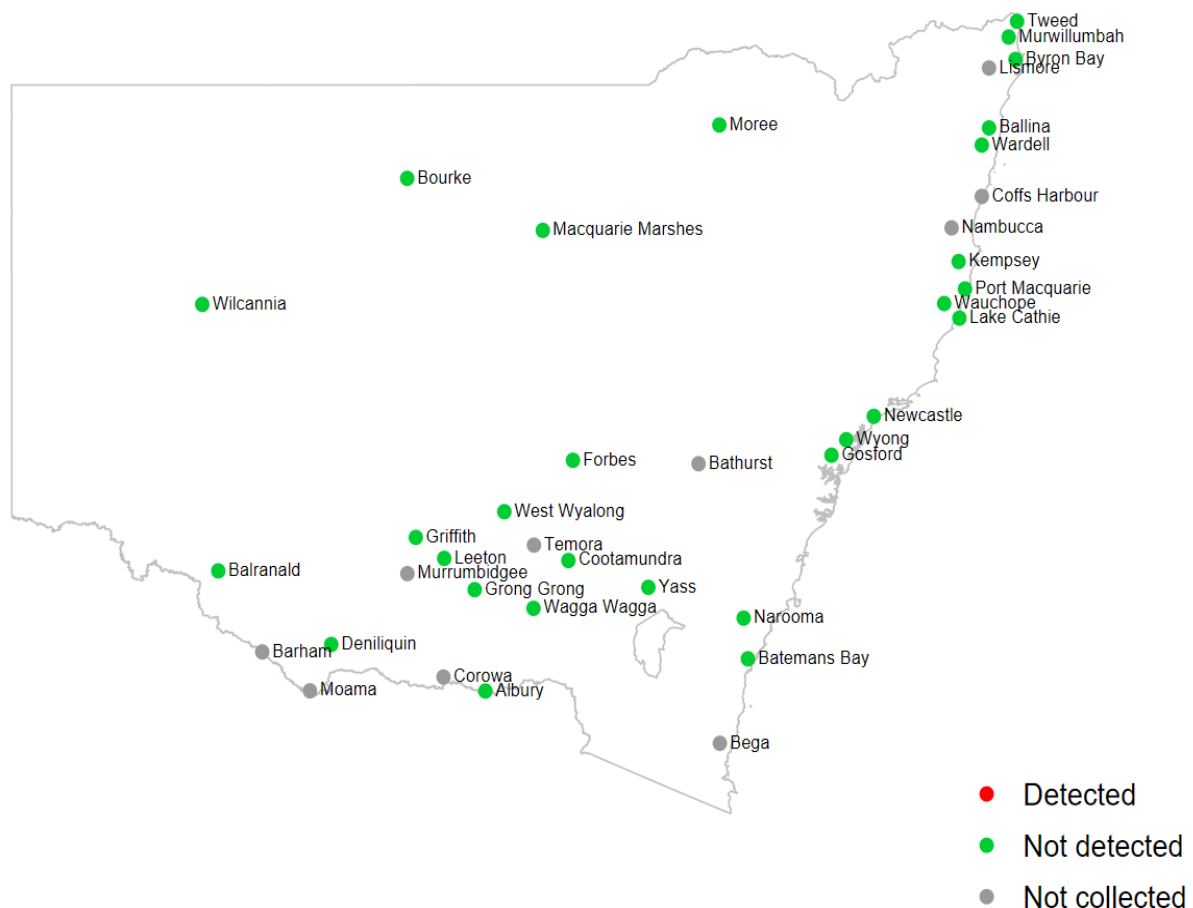 Tweed
Murwillumbah
Byron Bay
Lismore
Moree
Ballina
Wardell
Bourke
Coffs Harbour
Macquarie Marshes
Nambucca
Kempsey
Port Macquarie
Wilcannia
Wauchope
Lake Cathie
Newcastle
Wyong
Gosford
Forbes
Bathurst
West Wyalong
Griffith
Temora
Leeton
Cootamundra
Balranald
Murrumbidgee
Grong Grong
Yass
Wagga Wagga
Narooma
Deniliquin
Barham
Batemans Bay
Corowa
Moama
Albury
Bega
Detected
Not detected
Not collected